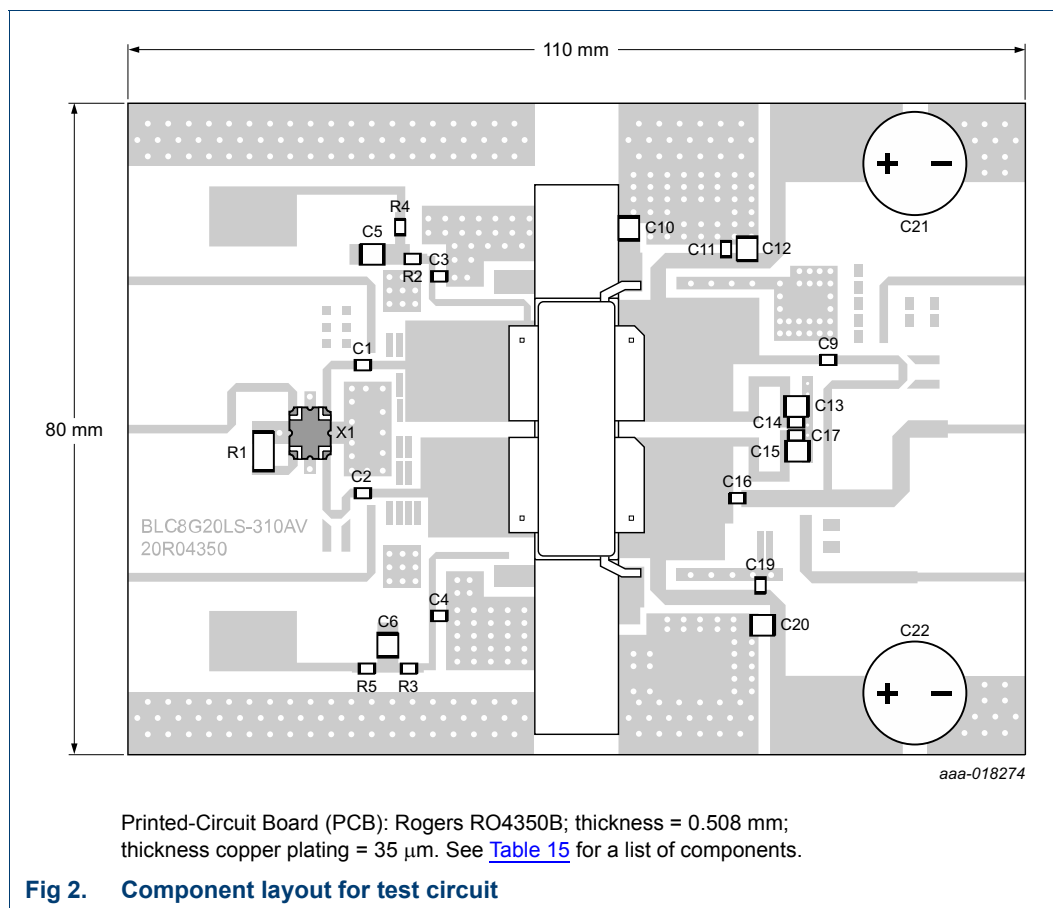 110 mm
80 mm
R4
C5
R2
C3
C10
C11
C12
+ −
C21
C1
C9
X1
R1
C13
C14
C17
C15
C2
C16
BLC8G20LS-310AV
20R04350
C19
C4
C20
C6
R5
R3
C22
+ −
aaa-018274
Printed-Circuit Board (PCB): Rogers RO4350B; thickness = 0.508 mm;
thickness copper plating = 35 μm. See Table 15 for a list of components.
Fig 2. Component layout for test circuit